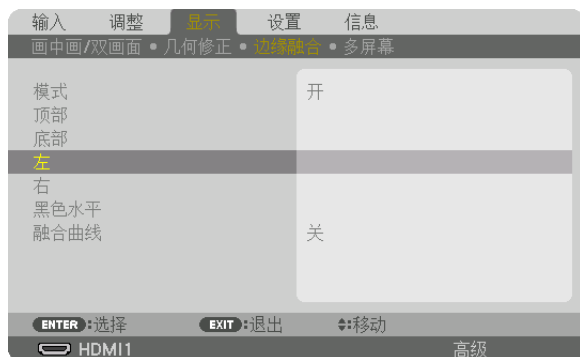 输入 调整 显示 设置 信息
画中画/双画面 • 几何修正 • 边缘融合 • 多屏幕
模式 开
顶部
底部
左
右
黑色水平
融合曲线 关
ENTER:选择 EXIT:退出 :移动
HDMI1 高级